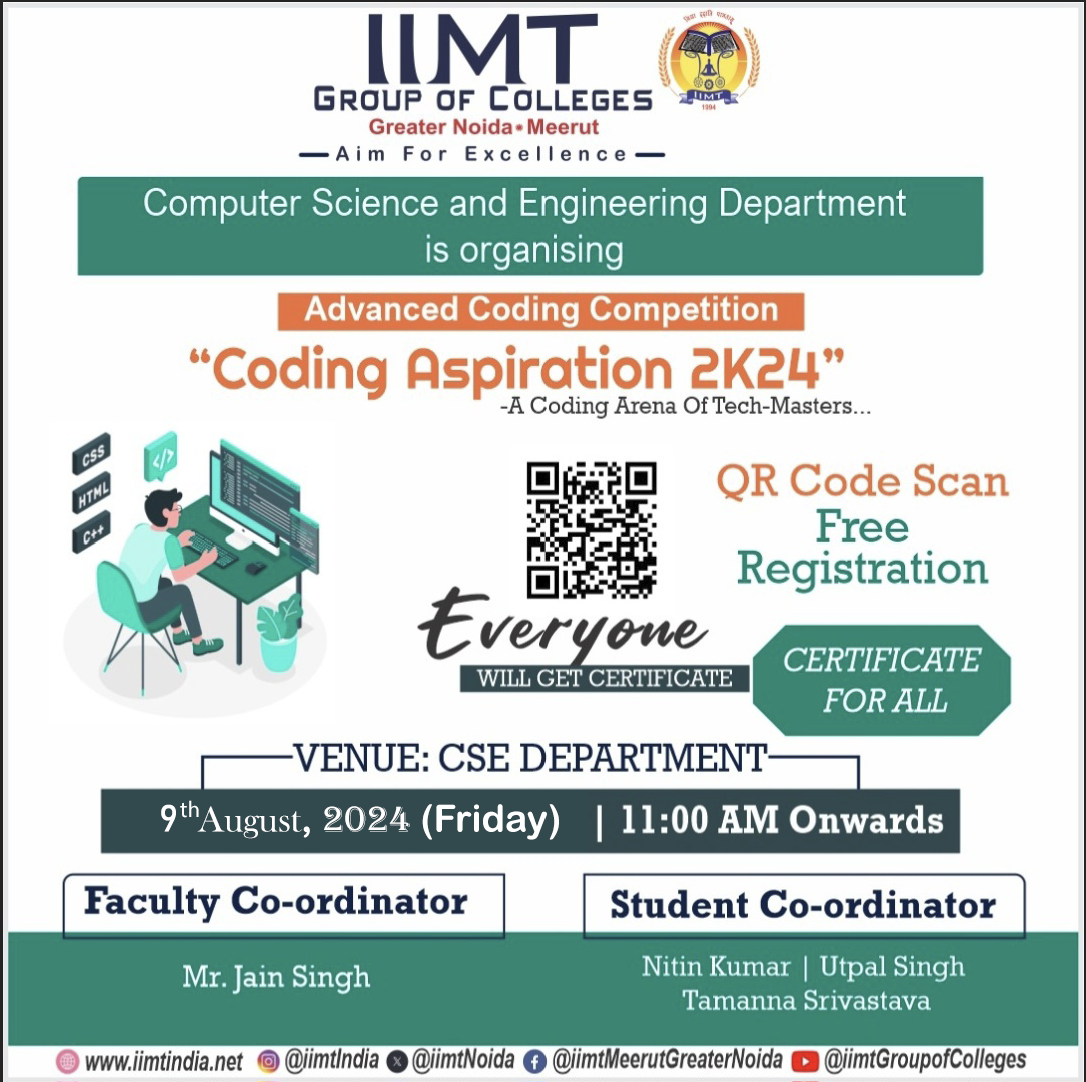 IIMT
GROUP OF COLLEGES
Greater Noida•Meerut
Aim For Excellence
विद्या
IIMT
1994
Computer Science and Engineering Department
is organising
Advanced Coding Competition
“Coding Aspiration 2K24”
-A Coding Arena Of Tech-Masters...
CSS
</>
HTML
C++
QR Code Scan
Free
Registration
Everyone
WILL GET CERTIFICATE
CERTIFICATE
FOR ALL
VENUE: CSE DEPARTMENT
9th August, 2024 (Friday) | 11:00 AM Onwards
Faculty Co-ordinator
Student Co-ordinator
Mr. Jain Singh
Nitin Kumar | Utpal Singh
Tamanna Srivastava
www.iimtindia.net @iimtIndia @iimtNoida @iimtMeerutGreaterNoida @iimtGroupofColleges